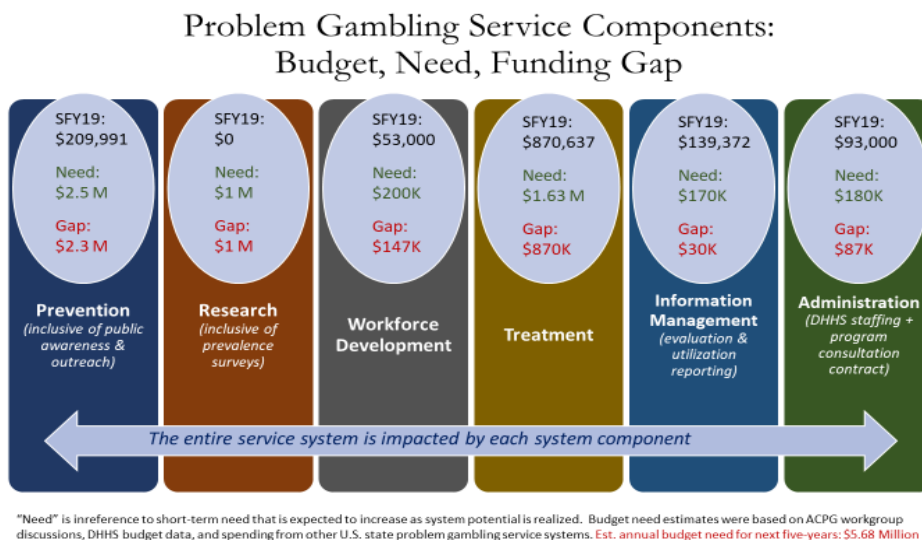 Problem Gambling Service Components:
Budget, Need, Funding Gap
SFY19:
$209,991
Need:
$2.5 M
Gap:
$2.3 M
Prevention
(inclusive of public
awareness &
outreach)
SFY19:
$0
Need:
$1 M
Gap:
$1 M
Research
(inclusive of
prevalence
surveys)
SFY19:
$53,000
Need:
$200K
Gap:
$147K
Workforce
Development
SFY19:
$870,637
Need:
$1.63 M
Gap:
$870K
Treatment
SFY19:
$139,372
Need:
$170K
Gap:
$30K
Information
Management
(evaluation &
utilization
reporting)
SFY19:
$93,000
Need:
$180K
Gap:
$87K
Administration
(DHHS staffing +
program
consultation
contract)
The entire service system is impacted by each system component
"Need" is inreference to short-term need that is expected to increase as system potential is realized. Budget need estimates were based on ACPG workgroup
discussions, DHHS budget data, and spending from other U.S. state problem gambling service systems. Est. annual budget need for next five-years: $5.68 Million